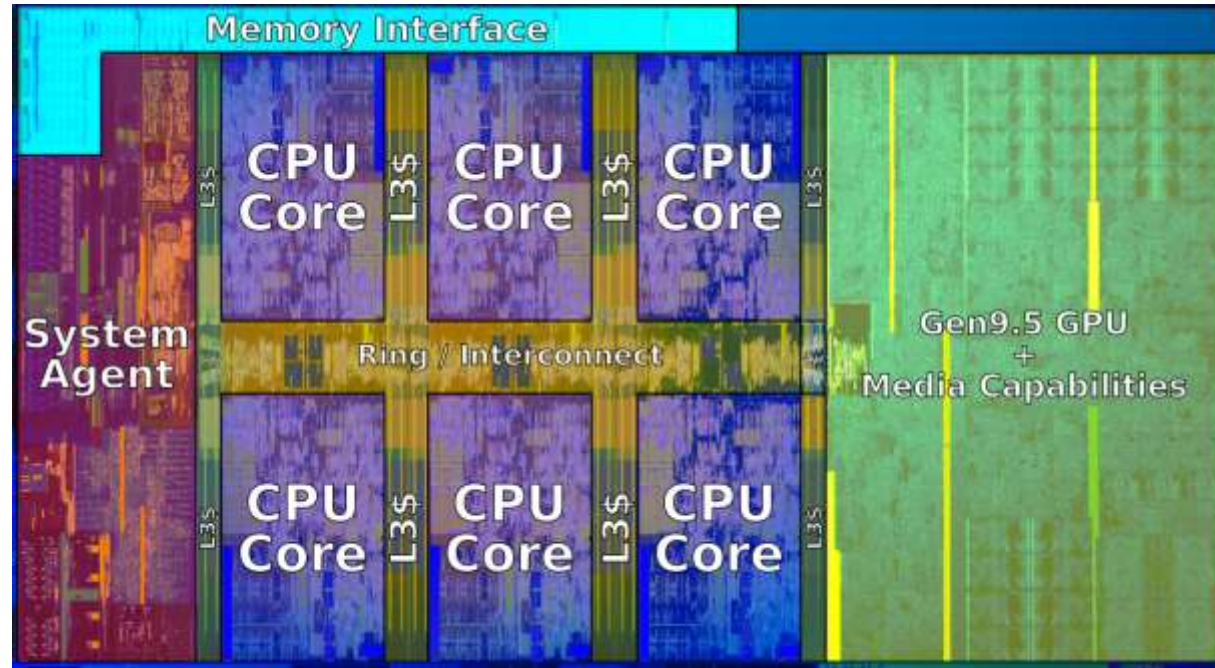 Memory Interface
CPU
Core
CPU
Core
CPU
Core
L3$
L3$
L3$
L3$
System
Agent
Ring / Interconnect
Gen9.5 GPU
+
Media Capabilities
CPU
Core
CPU
Core
CPU
Core
L3$
L3$
L3$
L3$